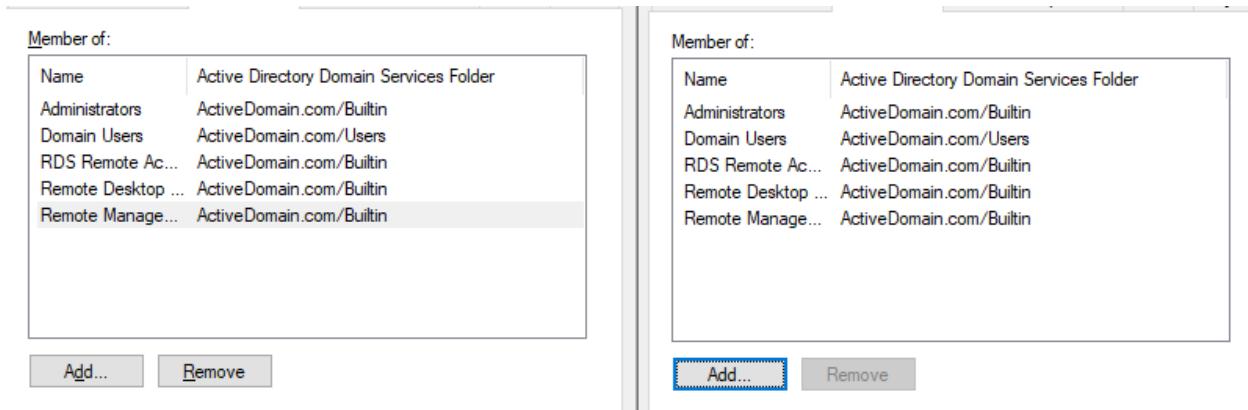 Member of:
Name Active Directory Domain Services Folder
Administrators ActiveDomain.com/Builtin
Domain Users ActiveDomain.com/Users
RDS Remote Ac... ActiveDomain.com/Builtin
Remote Desktop ... ActiveDomain.com/Builtin
Remote Manage... ActiveDomain.com/Builtin
Add... Remove
Member of:
Name Active Directory Domain Services Folder
Administrators ActiveDomain.com/Builtin
Domain Users ActiveDomain.com/Users
RDS Remote Ac... ActiveDomain.com/Builtin
Remote Desktop ... ActiveDomain.com/Builtin
Remote Manage... ActiveDomain.com/Builtin
Add... Remove